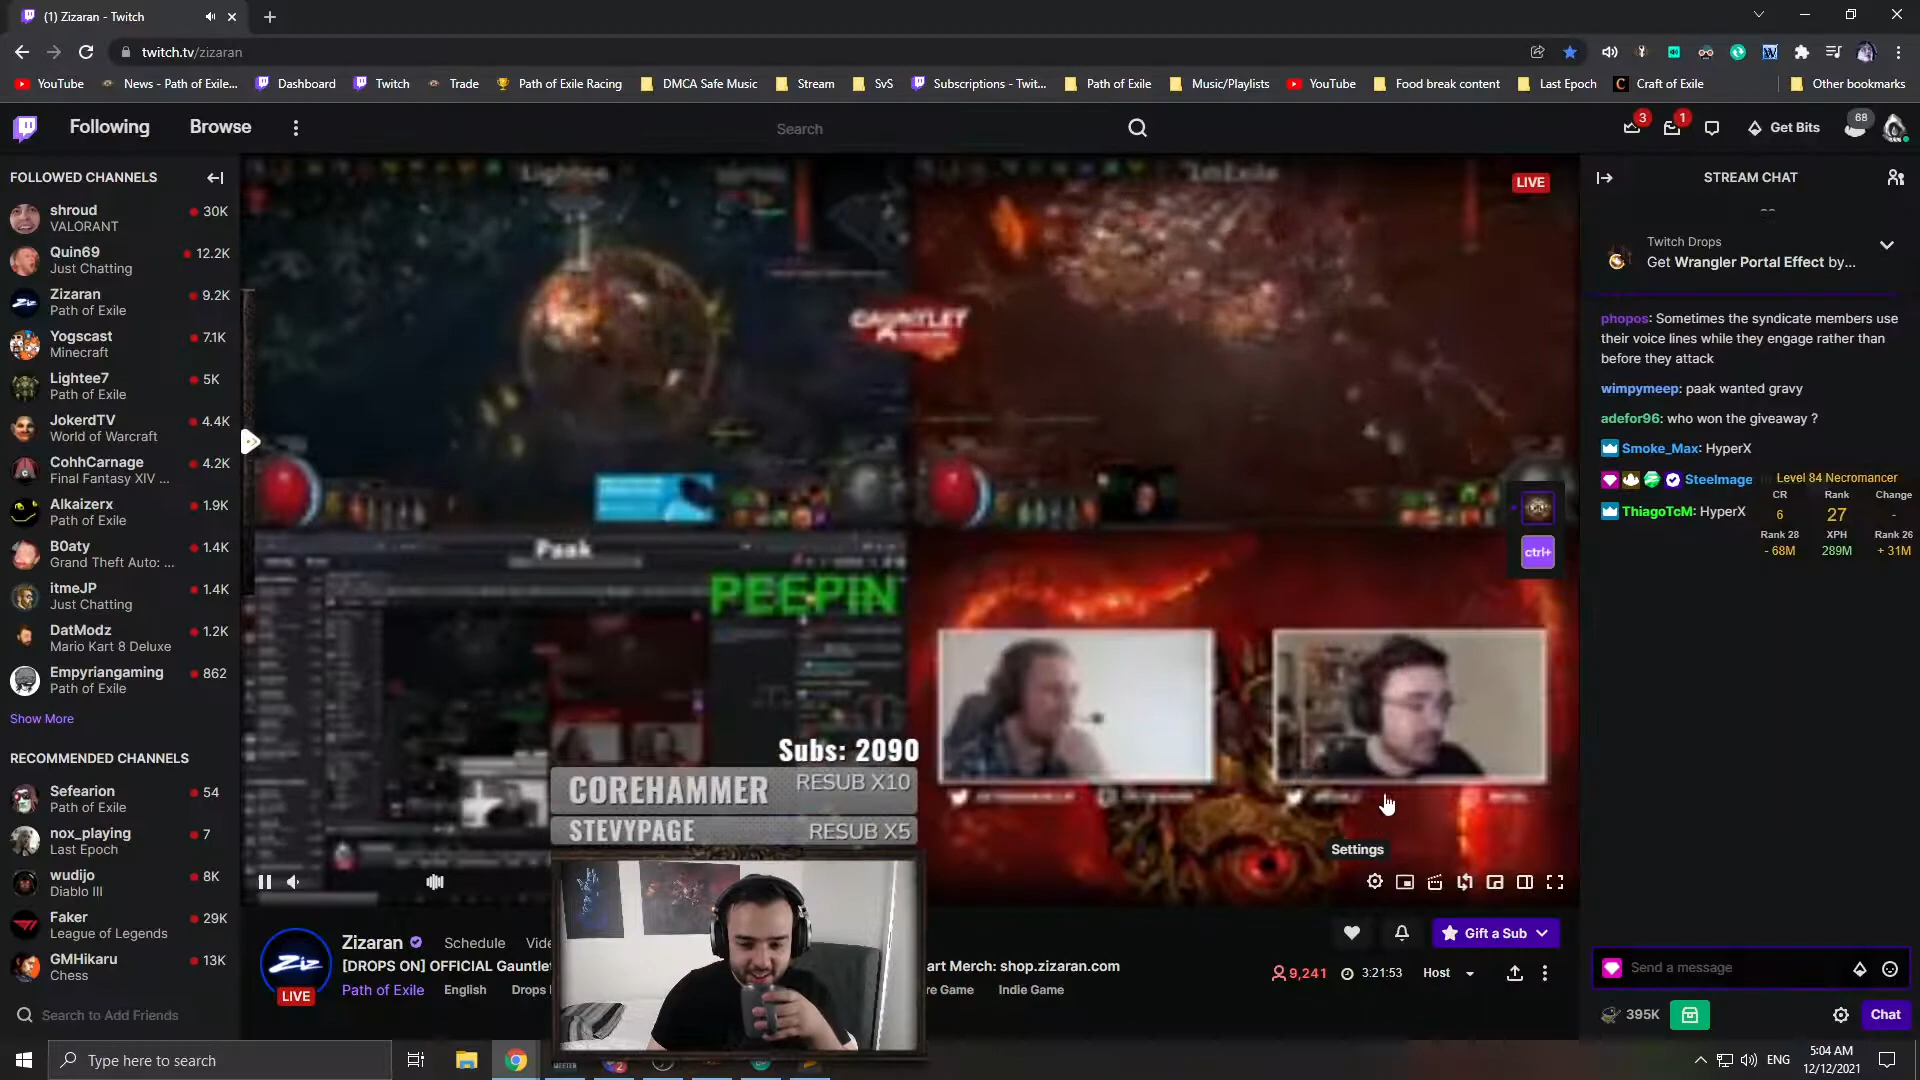 (1) Zizaran - Twitch
twitch.tv/zizaran
YouTube
News - Path of Exile...
Dashboard
Twitch
Trade
Path of Exile Racing
DMCA Safe Music
Stream
SvS
Subscriptions - Twit...
Path of Exile
Music/Playlists
YouTube
Food break content
Last Epoch
Craft of Exile
Other bookmarks
Following
Browse
Search
3
1
Get Bits
68
FOLLOWED CHANNELS
shroud 30K
VALORANT
Quin69 12.2K
Just Chatting
Zizaran 9.2K
Path of Exile
Yogscast 7.1K
Minecraft
Lightee7 5K
Path of Exile
JokerdTV 4.4K
World of Warcraft
CohhCarnage 4.2K
Final Fantasy XIV ...
Alkaizerx 1.9K
Path of Exile
B0aty 1.4K
Grand Theft Auto: ...
itmeJP 1.4K
Just Chatting
DatModz 1.2K
Mario Kart 8 Deluxe
Empyriangaming 862
Path of Exile
Show More
RECOMMENDED CHANNELS
Sefearion 54
Path of Exile
nox_playing 7
Last Epoch
wudijo 8K
Diablo III
Faker 29K
League of Legends
GMHikaru 13K
Chess
Search to Add Friends
Lightee
ImExile
LIVE
GAUNTLET
Paak
PEEPIN
ctrl+
Subs: 2090
COREHAMMER RESUB X10
STEVYPAGE RESUB X5
Settings
Ziz
LIVE
Zizaran
Schedule
Vide
[DROPS ON] OFFICIAL Gauntle
art Merch: shop.zizaran.com
Path of Exile
English
Drops
re Game
Indie Game
Gift a Sub
9,241
3:21:53
Host
STREAM CHAT
Twitch Drops
Get Wrangler Portal Effect by...
phopos: Sometimes the syndicate members use
their voice lines while they engage rather than
before they attack
wimpymeep: paak wanted gravy
adefor96: who won the giveaway ?
Smoke_Max: HyperX
Steelmage
ThiagoTcM: HyperX
Level 84 Necromancer
CR Rank Change
6 27 -
Rank 28 XPH Rank 26
- 68M 289M + 31M
Send a message
395K
Chat
Type here to search
ENG
5:04 AM
12/12/2021